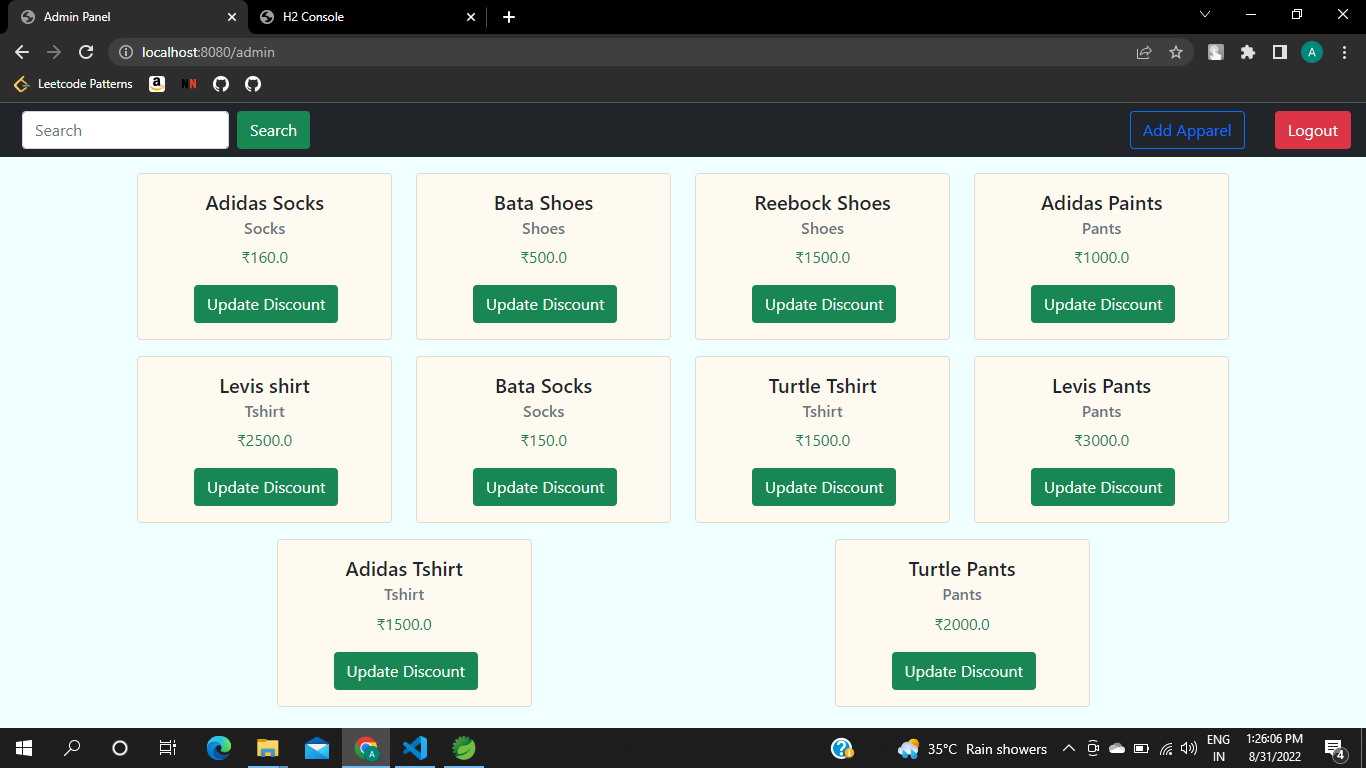 Admin Panel
H2 Console
localhost:8080/admin
A
Leetcode Patterns
a
NN
Search
Search
Add Apparel
Logout
Adidas Socks
Socks
₹160.0
Update Discount
Bata Shoes
Shoes
₹500.0
Update Discount
Reebock Shoes
Shoes
₹1500.0
Update Discount
Adidas Paints
Pants
₹1000.0
Update Discount
Levis shirt
Tshirt
₹2500.0
Update Discount
Bata Socks
Socks
₹150.0
Update Discount
Turtle Tshirt
Tshirt
₹1500.0
Update Discount
Levis Pants
Pants
₹3000.0
Update Discount
Adidas Tshirt
Tshirt
₹1500.0
Update Discount
Turtle Pants
Pants
₹2000.0
Update Discount
A
35°C Rain showers
ENG
IN
1:26:06 PM
8/31/2022
4